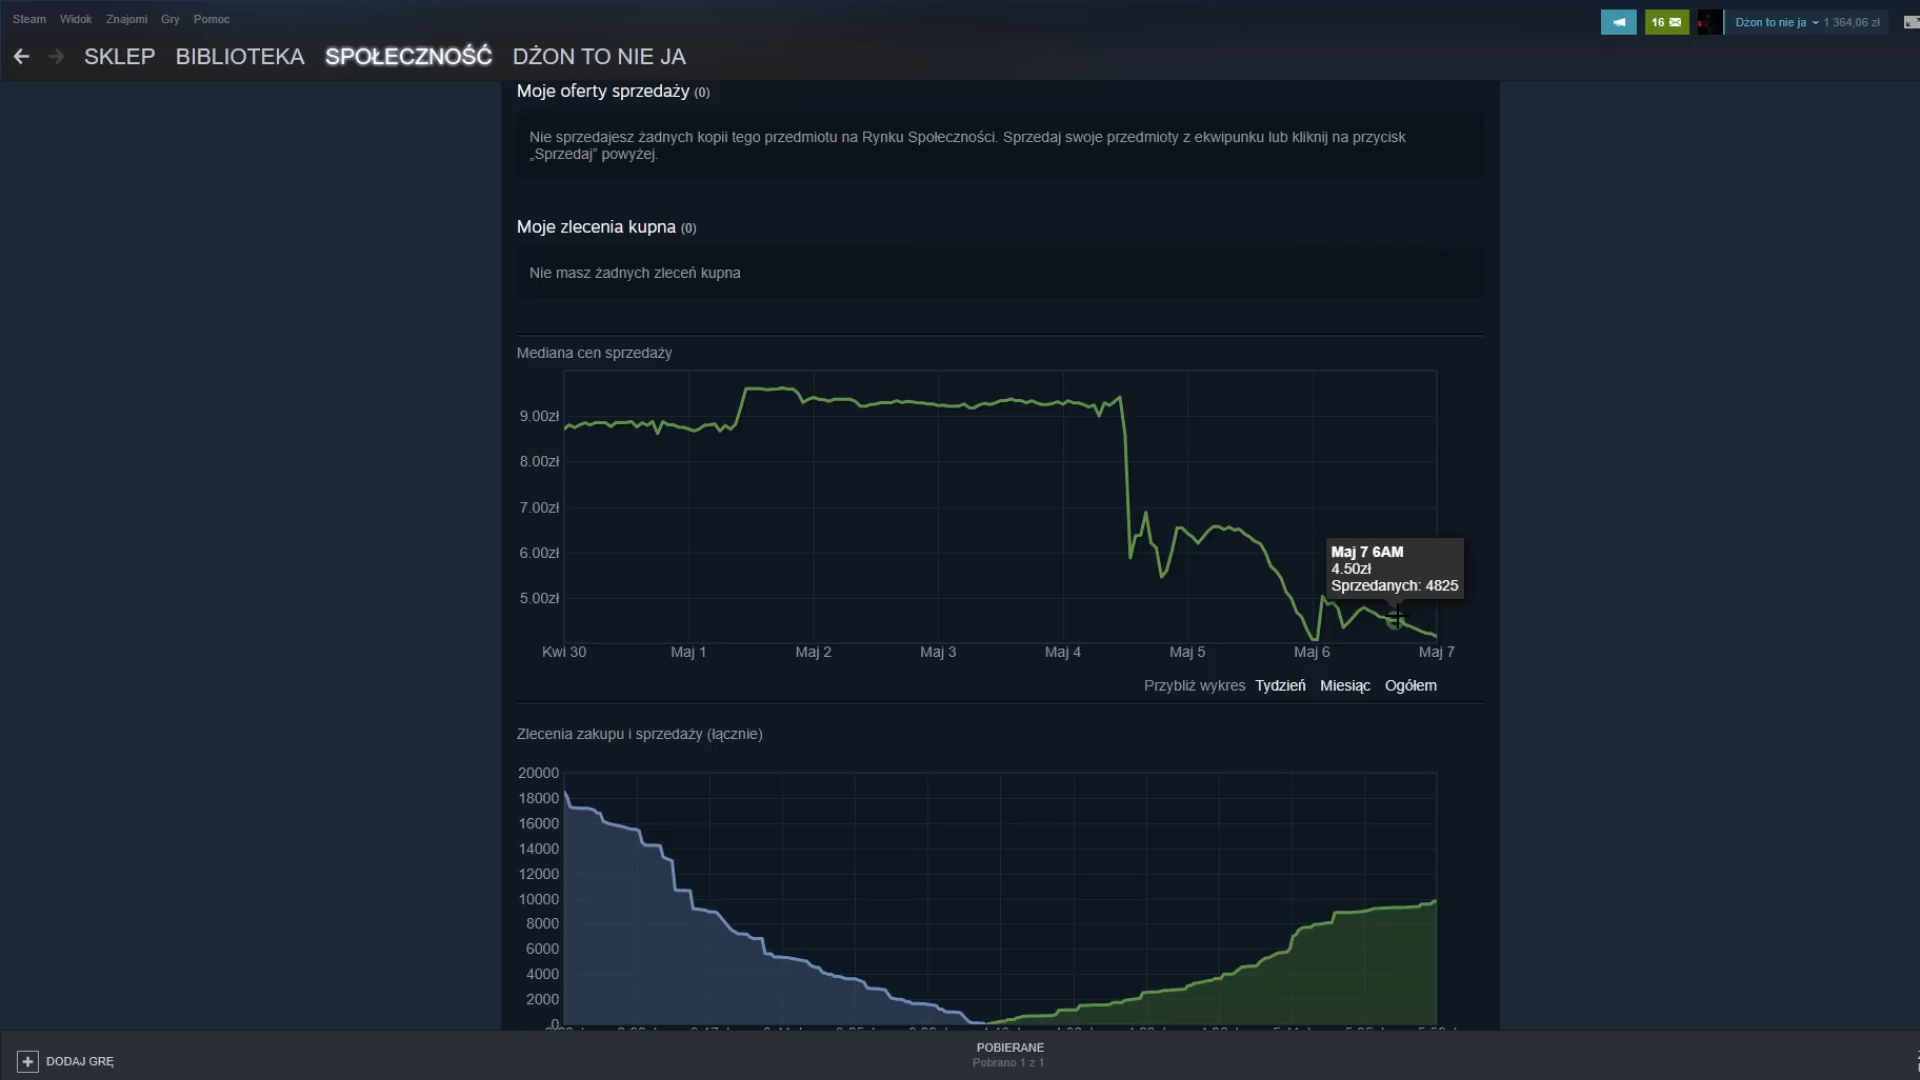 Steam Widok Znajomi Gry Pomoc
16
Dżon to nie ja 1 364,06 zł
SKLEP BIBLIOTEKA SPOŁECZNOŚĆ DŻON TO NIE JA
Moje oferty sprzedaży (0)
Nie sprzedajesz żadnych kopii tego przedmiotu na Rynku Społeczności. Sprzedaj swoje przedmioty z ekwipunku lub kliknij na przycisk
„Sprzedaj” powyżej.
Moje zlecenia kupna (0)
Nie masz żadnych zleceń kupna
Mediana cen sprzedaży
9.00zł
8.00zł
7.00zł
6.00zł
5.00zł
Maj 7 6AM
4.50zł
Sprzedanych: 4825
Kwi 30 Maj 1 Maj 2 Maj 3 Maj 4 Maj 5 Maj 6 Maj 7
Przybliż wykres Tydzień Miesiąc Ogółem
Zlecenia zakupu i sprzedaży (łącznie)
20000
18000
16000
14000
12000
10000
8000
6000
4000
2000
0
DODAJ GRĘ
POBIERANE
Pobrano 1 z 1